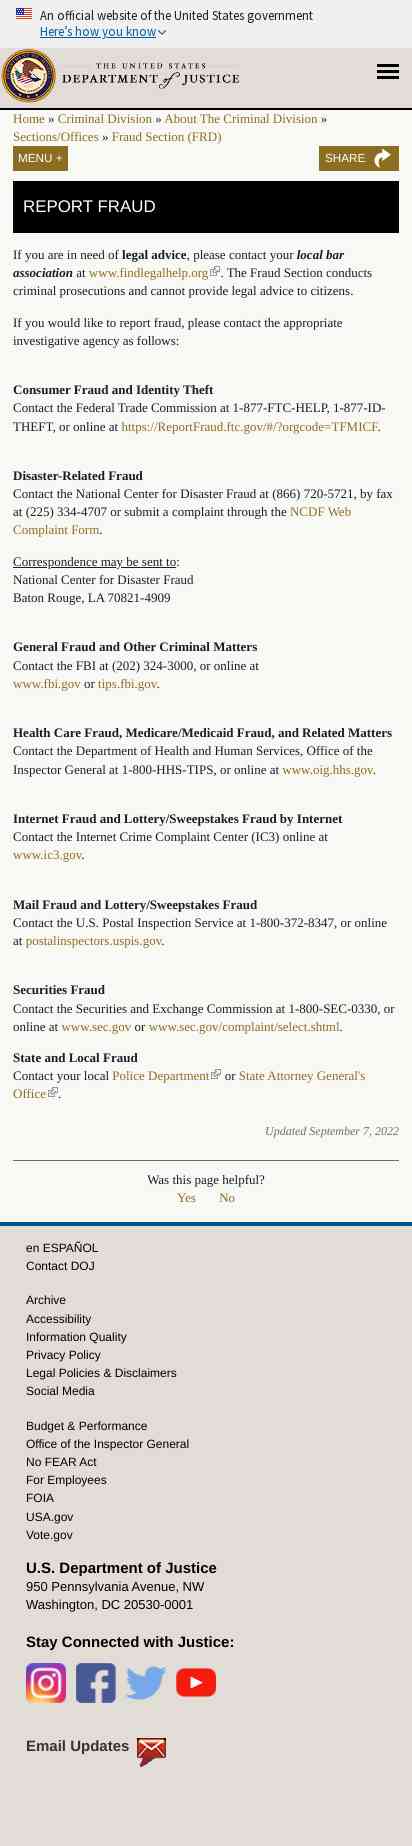 An official website of the United States government
Here's how you know
THE UNITED STATES
DEPARTMENT of JUSTICE
Home » Criminal Division » About The Criminal Division »
Sections/Offices » Fraud Section (FRD)
MENU +
SHARE
REPORT FRAUD
If you are in need of legal advice, please contact your local bar
association at www.findlegalhelp.org. The Fraud Section conducts
criminal prosecutions and cannot provide legal advice to citizens.
If you would like to report fraud, please contact the appropriate
investigative agency as follows:
Consumer Fraud and Identity Theft
Contact the Federal Trade Commission at 1-877-FTC-HELP, 1-877-ID-
THEFT, or online at https://ReportFraud.ftc.gov/#/?orgcode=TFMICF.
Disaster-Related Fraud
Contact the National Center for Disaster Fraud at (866) 720-5721, by fax
at (225) 334-4707 or submit a complaint through the NCDF Web
Complaint Form.
Correspondence may be sent to:
National Center for Disaster Fraud
Baton Rouge, LA 70821-4909
General Fraud and Other Criminal Matters
Contact the FBI at (202) 324-3000, or online at
www.fbi.gov or tips.fbi.gov.
Health Care Fraud, Medicare/Medicaid Fraud, and Related Matters
Contact the Department of Health and Human Services, Office of the
Inspector General at 1-800-HHS-TIPS, or online at www.oig.hhs.gov.
Internet Fraud and Lottery/Sweepstakes Fraud by Internet
Contact the Internet Crime Complaint Center (IC3) online at
www.ic3.gov.
Mail Fraud and Lottery/Sweepstakes Fraud
Contact the U.S. Postal Inspection Service at 1-800-372-8347, or online
at postalinspectors.uspis.gov.
Securities Fraud
Contact the Securities and Exchange Commission at 1-800-SEC-0330, or
online at www.sec.gov or www.sec.gov/complaint/select.shtml.
State and Local Fraud
Contact your local Police Department or State Attorney General's
Office.
Updated September 7, 2022
Was this page helpful?
Yes No
en ESPAÑOL
Contact DOJ
Archive
Accessibility
Information Quality
Privacy Policy
Legal Policies & Disclaimers
Social Media
Budget & Performance
Office of the Inspector General
No FEAR Act
For Employees
FOIA
USA.gov
Vote.gov
U.S. Department of Justice
950 Pennsylvania Avenue, NW
Washington, DC 20530-0001
Stay Connected with Justice:
Email Updates